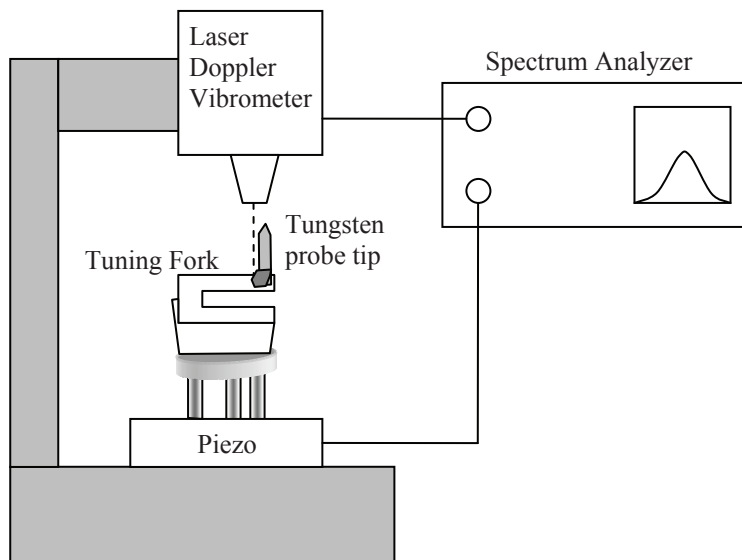 Laser
Doppler
Vibrometer
Spectrum Analyzer
Tungsten
probe tip
Tuning Fork
Piezo